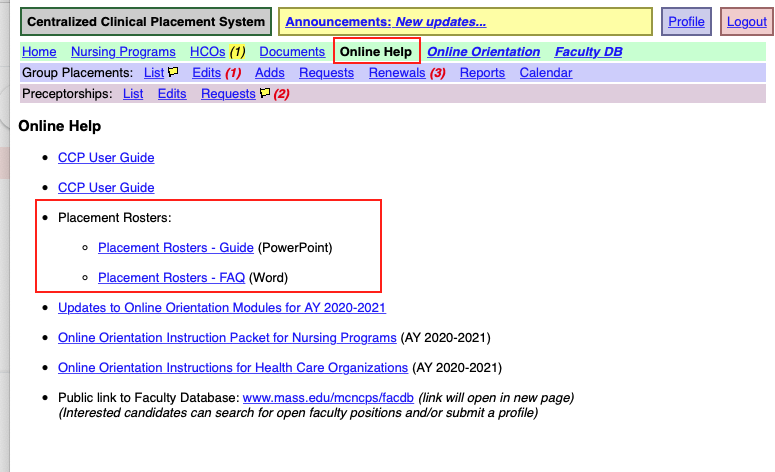 Centralized Clinical Placement System Announcements: New updates... Profile Logout
Home Nursing Programs HCOs (1) Documents Online Help Online Orientation Faculty DB
Group Placements: List Edits (1) Adds Requests Renewals (3) Reports Calendar
Preceptorships: List Edits Requests (2)
Online Help
• CCP User Guide
• CCP User Guide
• Placement Rosters:
◦ Placement Rosters - Guide (PowerPoint)
◦ Placement Rosters - FAQ (Word)
• Updates to Online Orientation Modules for AY 2020-2021
• Online Orientation Instruction Packet for Nursing Programs (AY 2020-2021)
• Online Orientation Instructions for Health Care Organizations (AY 2020-2021)
• Public link to Faculty Database: www.mass.edu/mcncps/facdb (link will open in new page)
(Interested candidates can search for open faculty positions and/or submit a profile)